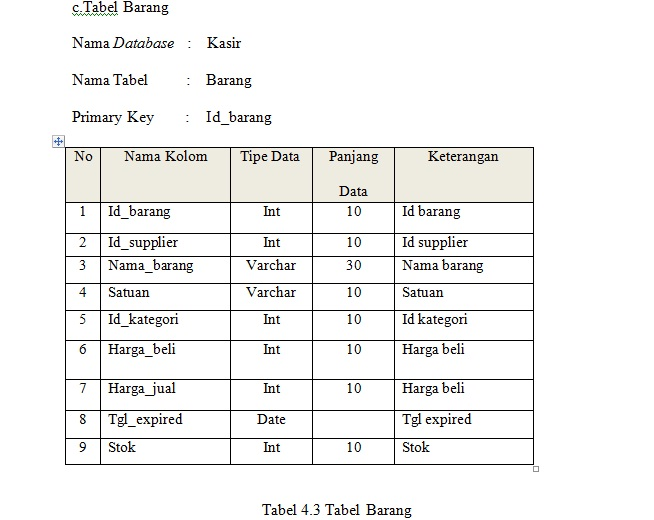 c.Tabel Barang
Nama Database : Kasir
Nama Tabel : Barang
Primary Key : Id_barang
No Nama Kolom Tipe Data Panjang Data Keterangan
1 Id_barang Int 10 Id barang
2 Id_supplier Int 10 Id supplier
3 Nama_barang Varchar 30 Nama barang
4 Satuan Varchar 10 Satuan
5 Id_kategori Int 10 Id kategori
6 Harga_beli Int 10 Harga beli
7 Harga_jual Int 10 Harga beli
8 Tgl_expired Date Tgl expired
9 Stok Int 10 Stok
Tabel 4.3 Tabel Barang